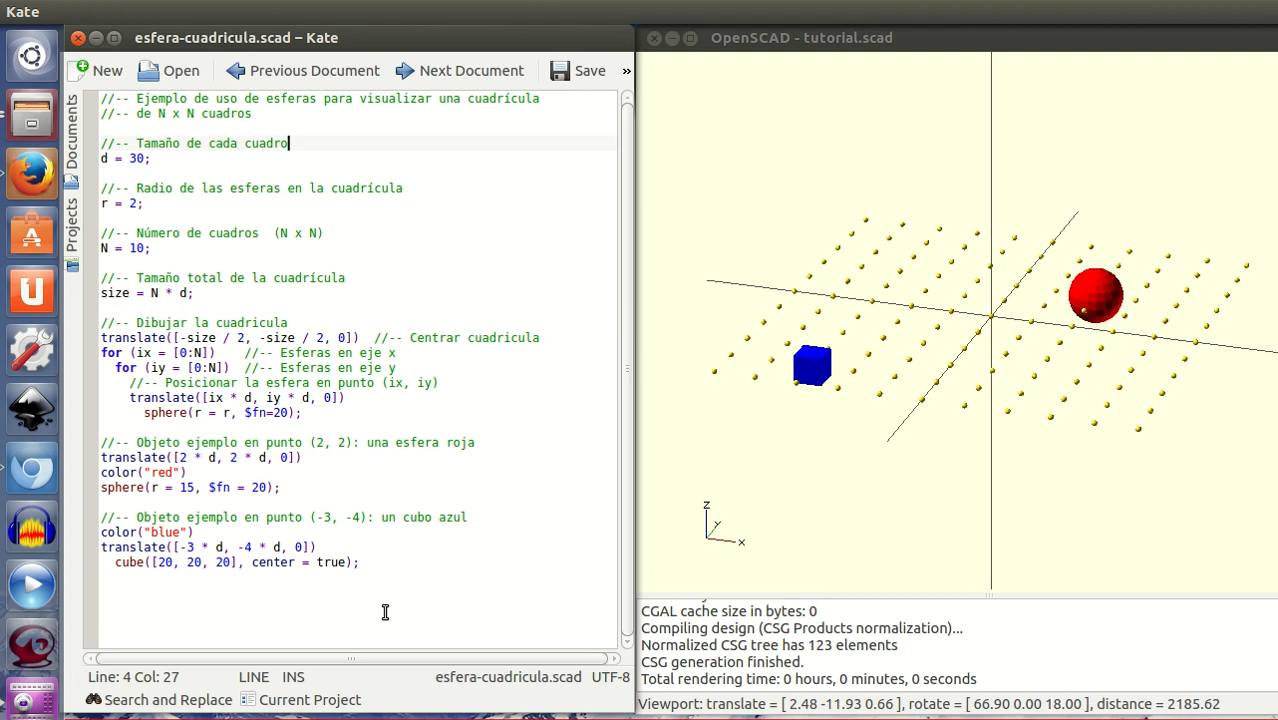 Kate
esfera-cuadricula.scad – Kate
New
Open
Previous Document
Next Document
Save
»
Documents
Projects
//-- Ejemplo de uso de esferas para visualizar una cuadrícula
//-- de N x N cuadros
//-- Tamaño de cada cuadro
d = 30;
//-- Radio de las esferas en la cuadrícula
r = 2;
//-- Número de cuadros  (N x N)
N = 10;
//-- Tamaño total de la cuadrícula
size = N * d;
//-- Dibujar la cuadricula
translate([-size / 2, -size / 2, 0])  //-- Centrar cuadricula
for (ix = [0:N])    //-- Esferas en eje x
  for (iy = [0:N])  //-- Esferas en eje y
    //-- Posicionar la esfera en punto (ix, iy)
    translate([ix * d, iy * d, 0])
      sphere(r = r, $fn=20);
//-- Objeto ejemplo en punto (2, 2): una esfera roja
translate([2 * d, 2 * d, 0])
color("red")
sphere(r = 15, $fn = 20);
//-- Objeto ejemplo en punto (-3, -4): un cubo azul
color("blue")
translate([-3 * d, -4 * d, 0])
  cube([20, 20, 20], center = true);
Line: 4 Col: 27
LINE
INS
esfera-cuadricula.scad
UTF-8
Search and Replace
Current Project
OpenSCAD - tutorial.scad
Z
Y
X
CGAL cache size in bytes: 0
Compiling design (CSG Products normalization)...
Normalized CSG tree has 123 elements
CSG generation finished.
Total rendering time: 0 hours, 0 minutes, 0 seconds
Viewport: translate = [ 2.48 -11.93 0.66 ], rotate = [ 66.90 0.00 18.00 ], distance = 2185.62